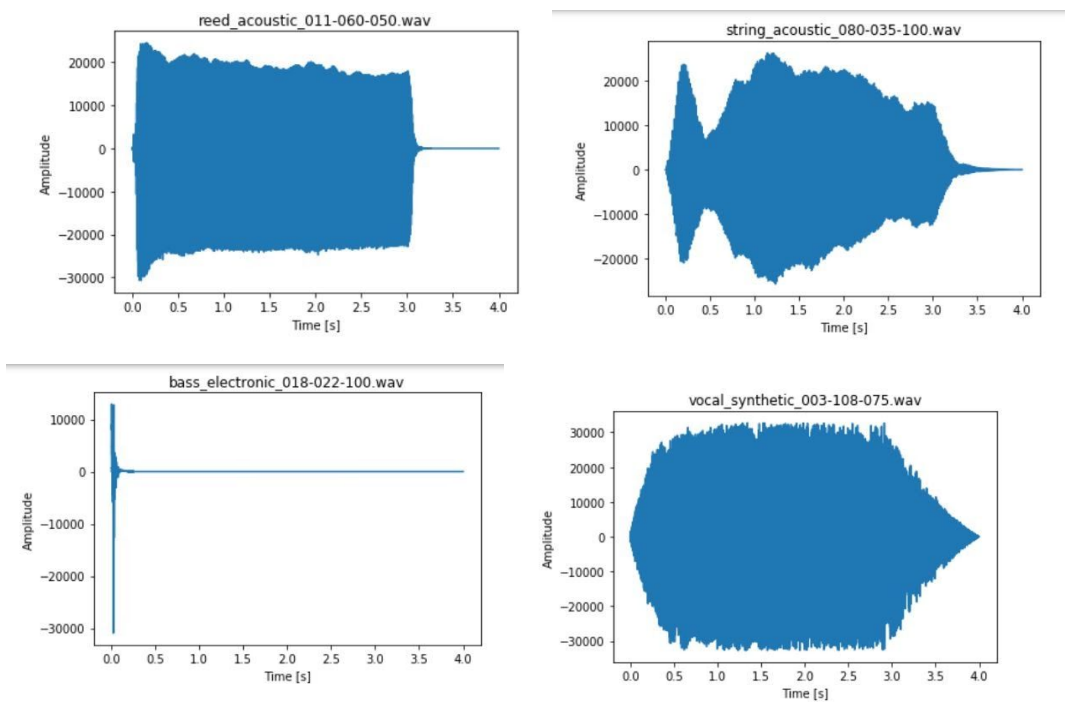 reed_acoustic_011-060-050.wav
20000
10000
0
−10000
−20000
−30000
Amplitude
0.0 0.5 1.0 1.5 2.0 2.5 3.0 3.5 4.0
Time [s]
string_acoustic_080-035-100.wav
20000
10000
0
−10000
−20000
Amplitude
0.0 0.5 1.0 1.5 2.0 2.5 3.0 3.5 4.0
Time [s]
bass_electronic_018-022-100.wav
10000
0
−10000
−20000
−30000
Amplitude
0.0 0.5 1.0 1.5 2.0 2.5 3.0 3.5 4.0
Time [s]
vocal_synthetic_003-108-075.wav
30000
20000
10000
0
−10000
−20000
−30000
Amplitude
0.0 0.5 1.0 1.5 2.0 2.5 3.0 3.5 4.0
Time [s]